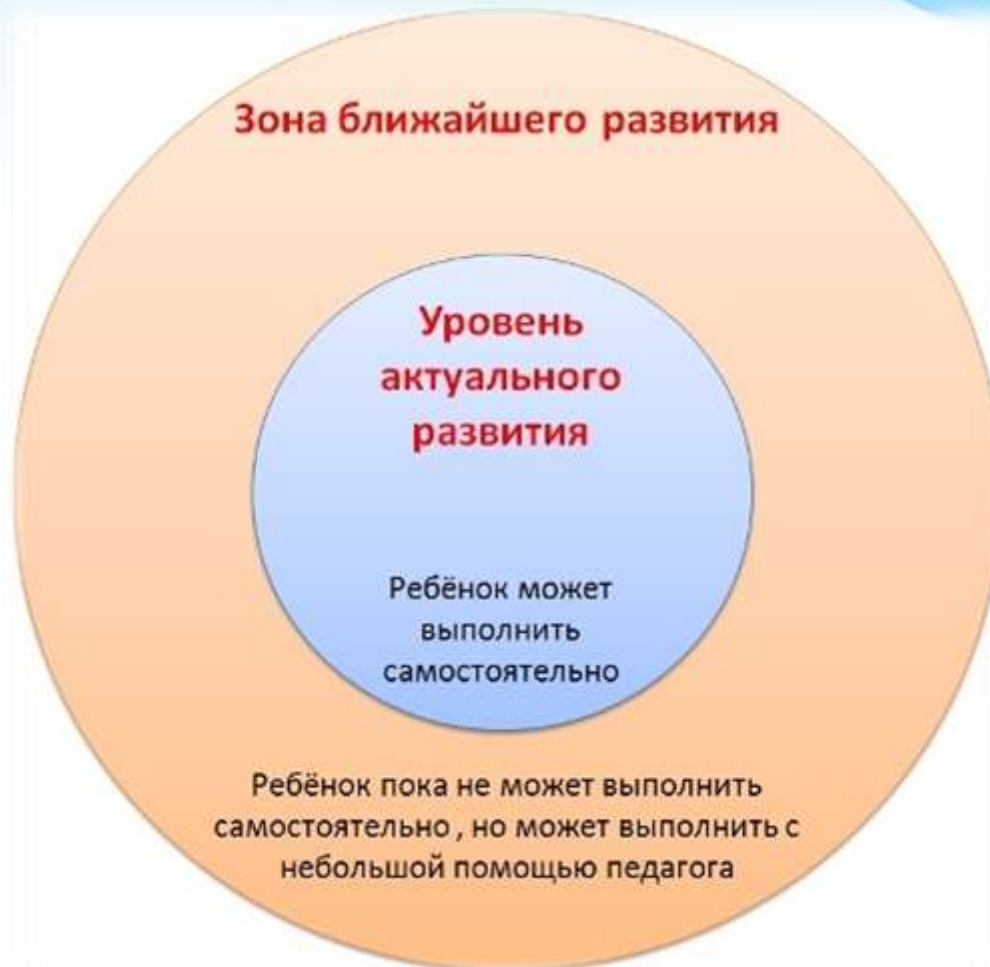 Зона ближайшего развития
Уровень
актуального
развития
Ребёнок может
выполнить
самостоятельно
Ребёнок пока не может выполнить
самостоятельно , но может выполнить с
небольшой помощью педагога